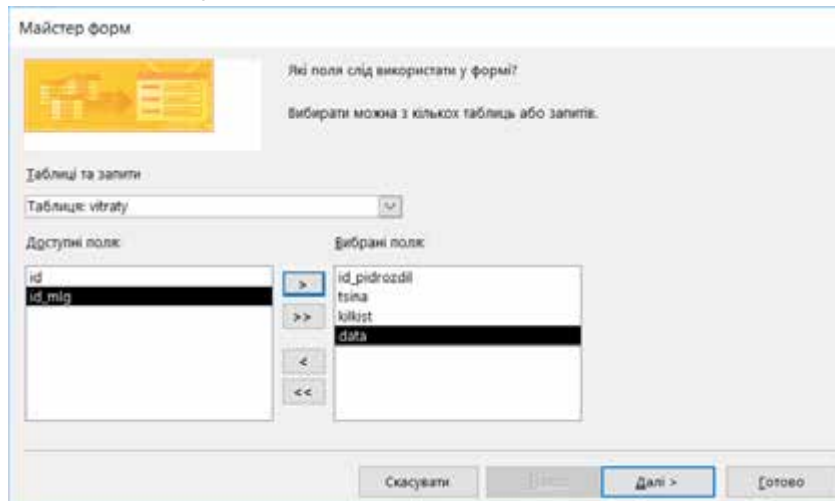 Майстер форм
Які поля слід використати у формі?
Вибирати можна з кількох таблиць або запитів.
Таблиці та запити
Таблиця: vitraty
Доступні поля:
Вибрані поля:
id
id_mlg
>
>>
<
<<
id_pidrozdil
tsina
kilkist
data
Скасувати
Далі >
Готово